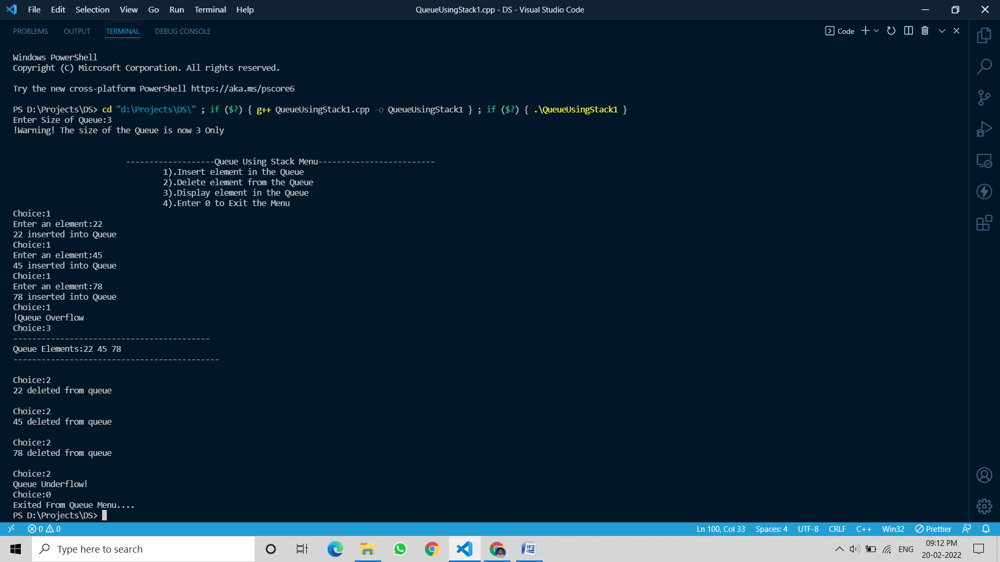 File Edit Selection View Go Run Terminal Help
QueueUsingStack1.cpp - DS - Visual Studio Code
PROBLEMS OUTPUT TERMINAL DEBUG CONSOLE
Code
Windows PowerShell
Copyright (C) Microsoft Corporation. All rights reserved.
Try the new cross-platform PowerShell https://aka.ms/pscore6
PS D:\Projects\DS> cd "d:\Projects\DS\" ; if ($?) { g++ QueueUsingStack1.cpp -o QueueUsingStack1 } ; if ($?) { .\QueueUsingStack1 }
Enter Size of Queue:3
!Warning! The size of the Queue is now 3 Only
-------------------Queue Using Stack Menu-------------------------
1).Insert element in the Queue
2).Delete element from the Queue
3).Display element in the Queue
4).Enter 0 to Exit the Menu
Choice:1
Enter an element:22
22 inserted into Queue
Choice:1
Enter an element:45
45 inserted into Queue
Choice:1
Enter an element:78
78 inserted into Queue
Choice:1
!Queue Overflow
Choice:3
------------------------------------------
Queue Elements:22 45 78
--------------------------------------------
Choice:2
22 deleted from queue
Choice:2
45 deleted from queue
Choice:2
78 deleted from queue
Choice:2
Queue Underflow!
Choice:0
Exited From Queue Menu....
PS D:\Projects\DS>
0 0
Ln 100, Col 33 Spaces: 4 UTF-8 CRLF C++ Win32 Prettier
Type here to search
ENG
09:12 PM
20-02-2022